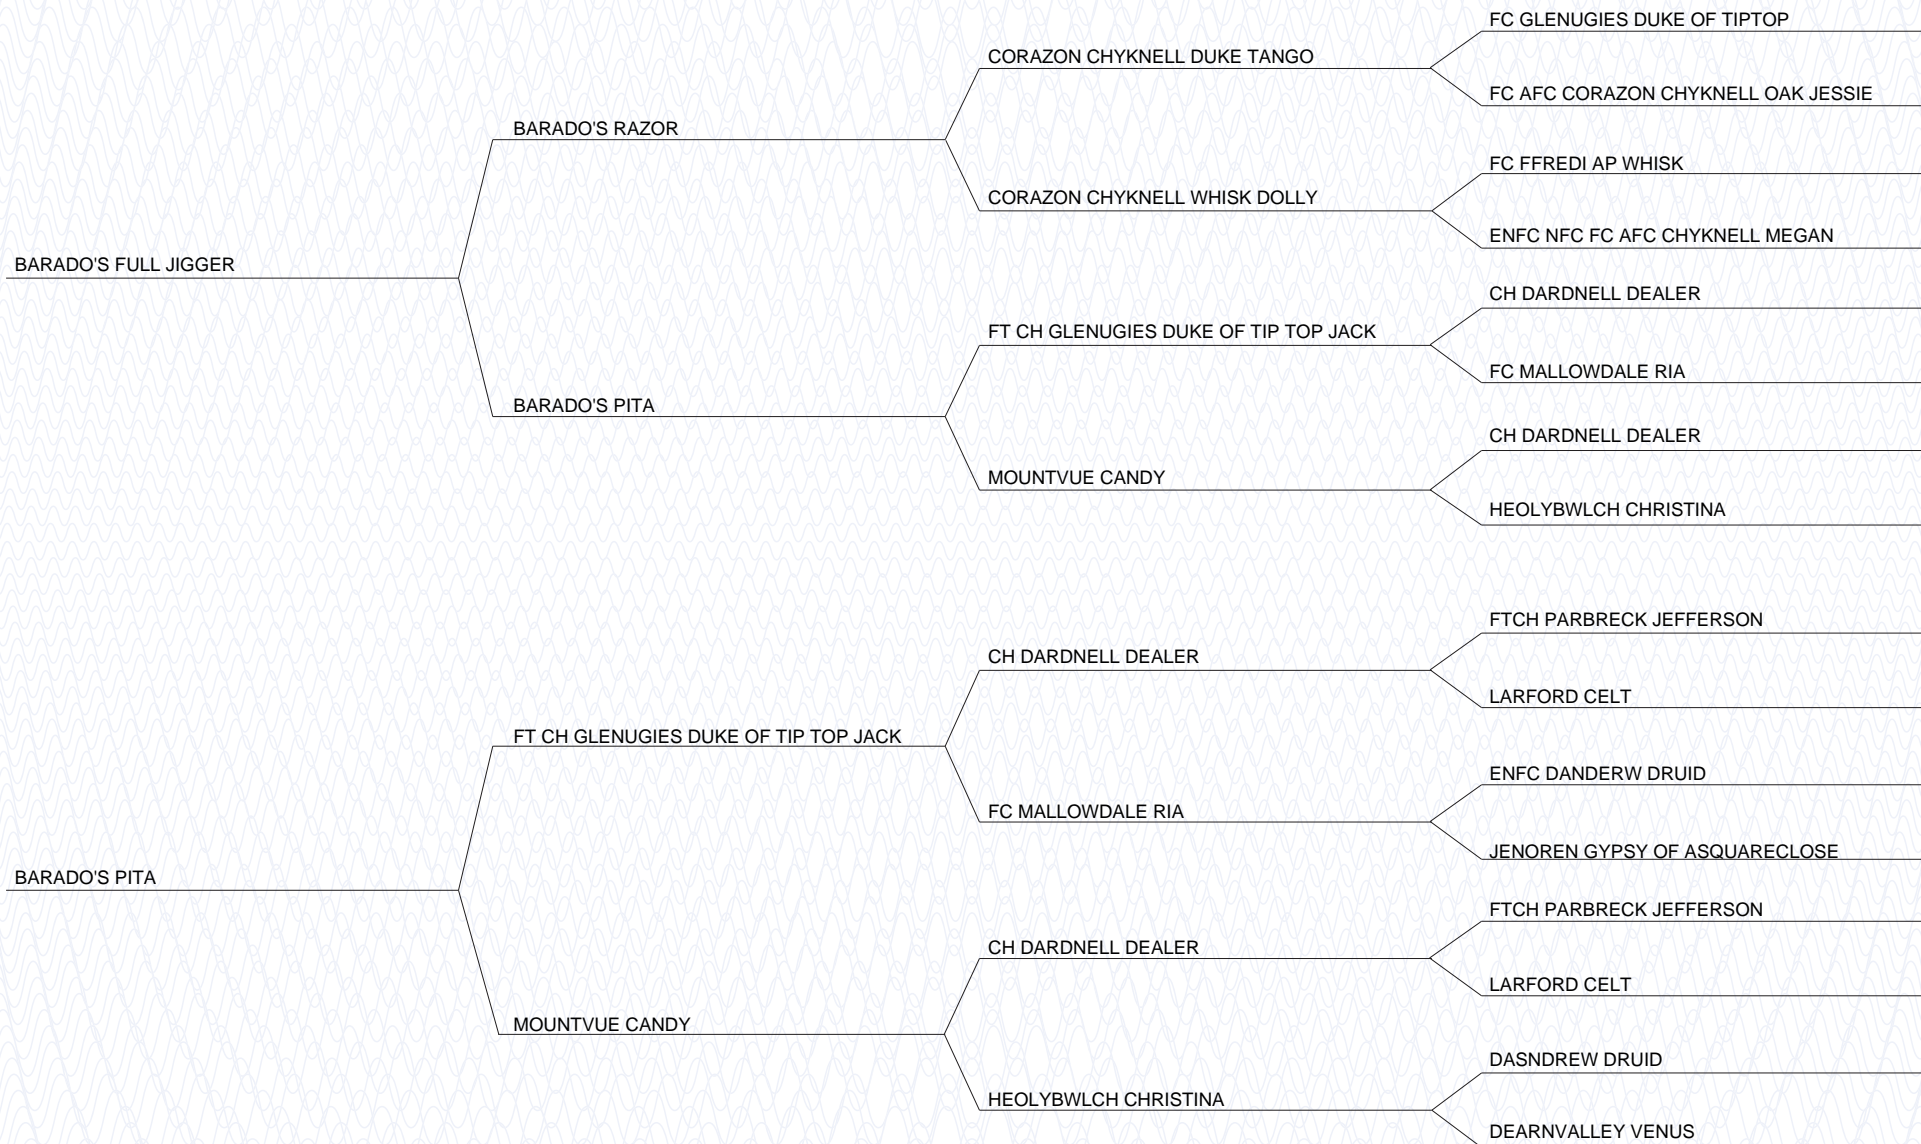 FC GLENUGIES DUKE OF TIPTOP
CORAZON CHYKNELL DUKE TANGO
FC AFC CORAZON CHYKNELL OAK JESSIE
BARADO'S RAZOR
FC FFREDI AP WHISK
CORAZON CHYKNELL WHISK DOLLY
ENFC NFC FC AFC CHYKNELL MEGAN
BARADO'S FULL JIGGER
CH DARDNELL DEALER
FT CH GLENUGIES DUKE OF TIP TOP JACK
FC MALLOWDALE RIA
BARADO'S PITA
CH DARDNELL DEALER
MOUNTVUE CANDY
HEOLYBWLCH CHRISTINA
FTCH PARBRECK JEFFERSON
CH DARDNELL DEALER
LARFORD CELT
FT CH GLENUGIES DUKE OF TIP TOP JACK
ENFC DANDERW DRUID
FC MALLOWDALE RIA
JENOREN GYPSY OF ASQUARECLOSE
BARADO'S PITA
FTCH PARBRECK JEFFERSON
CH DARDNELL DEALER
LARFORD CELT
MOUNTVUE CANDY
DASNDREW DRUID
HEOLYBWLCH CHRISTINA
DEARNVALLEY VENUS